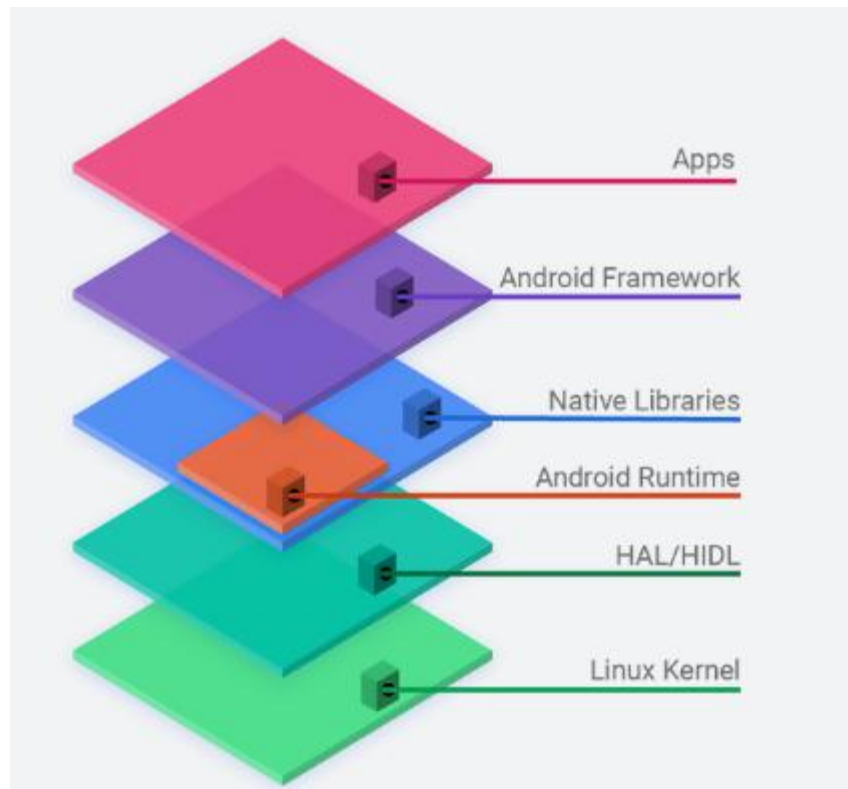 Apps
Android Framework
Native Libraries
Android Runtime
HAL/HIDL
Linux Kernel